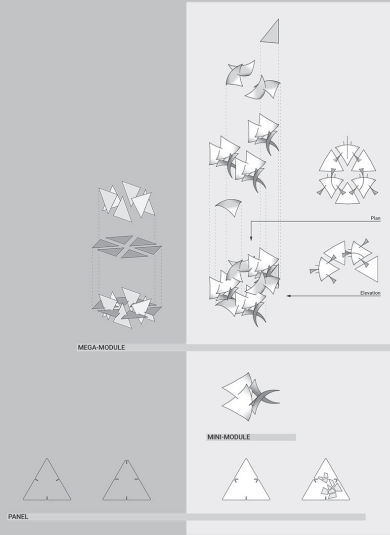 Plan
Elevation
MEGA-MODULE
MINI-MODULE
PANEL